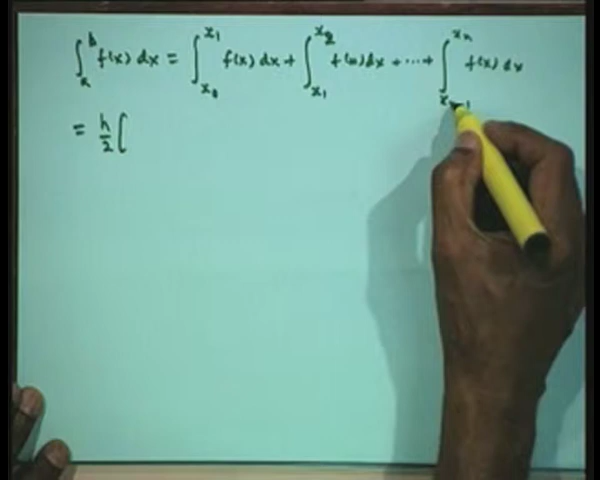 ∫_a^b f(x) dx = ∫_{x_0}^{x_1} f(x) dx + ∫_{x_1}^{x_2} f(x) dx + ... + ∫_{x_{n-1}}^{x_n} f(x) dx
= h/2 [